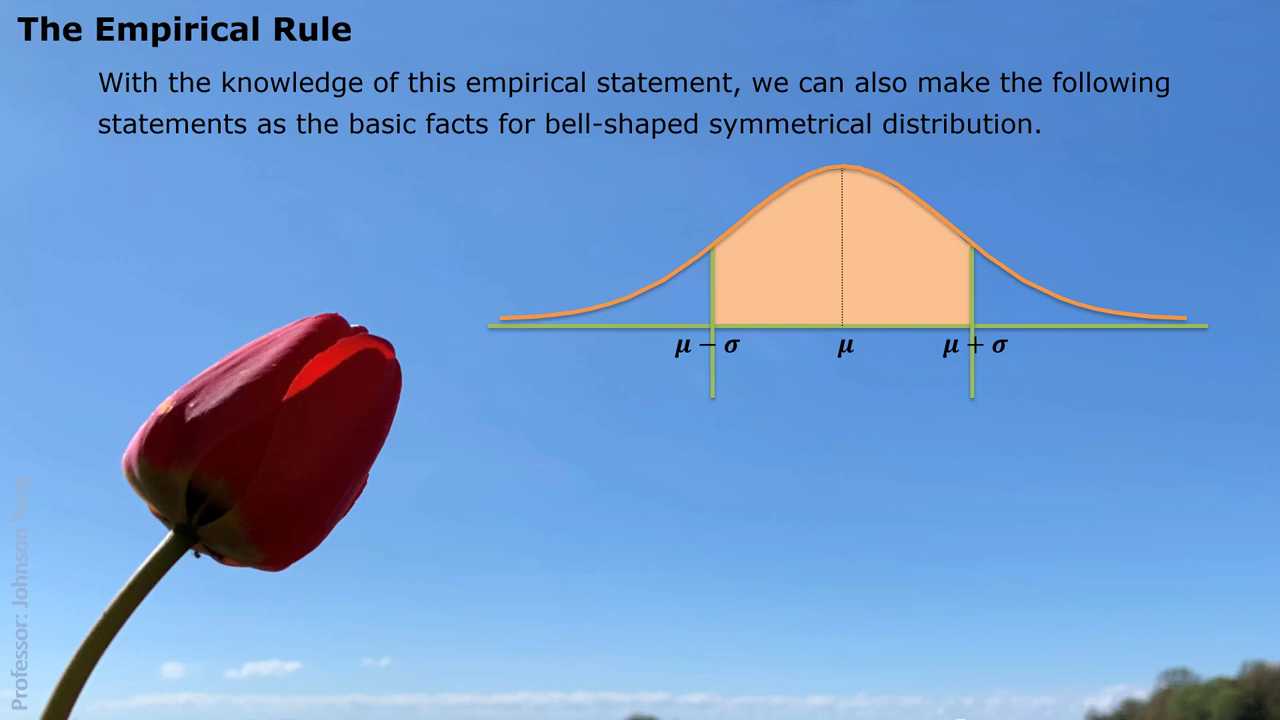 The Empirical Rule
With the knowledge of this empirical statement, we can also make the following
statements as the basic facts for bell-shaped symmetrical distribution.
μ − σ μ μ + σ
Professor: Johnson